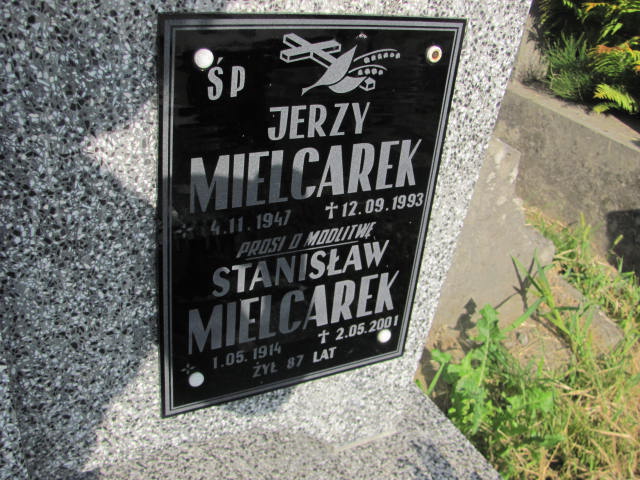 ŚP
JERZY
MIELCAREK
4.11.1947 †12.09.1993
PROSI O MODLITWĘ
STANISŁAW
MIELCAREK
1.05.1914 †2.05.2001
ŻYŁ 87 LAT